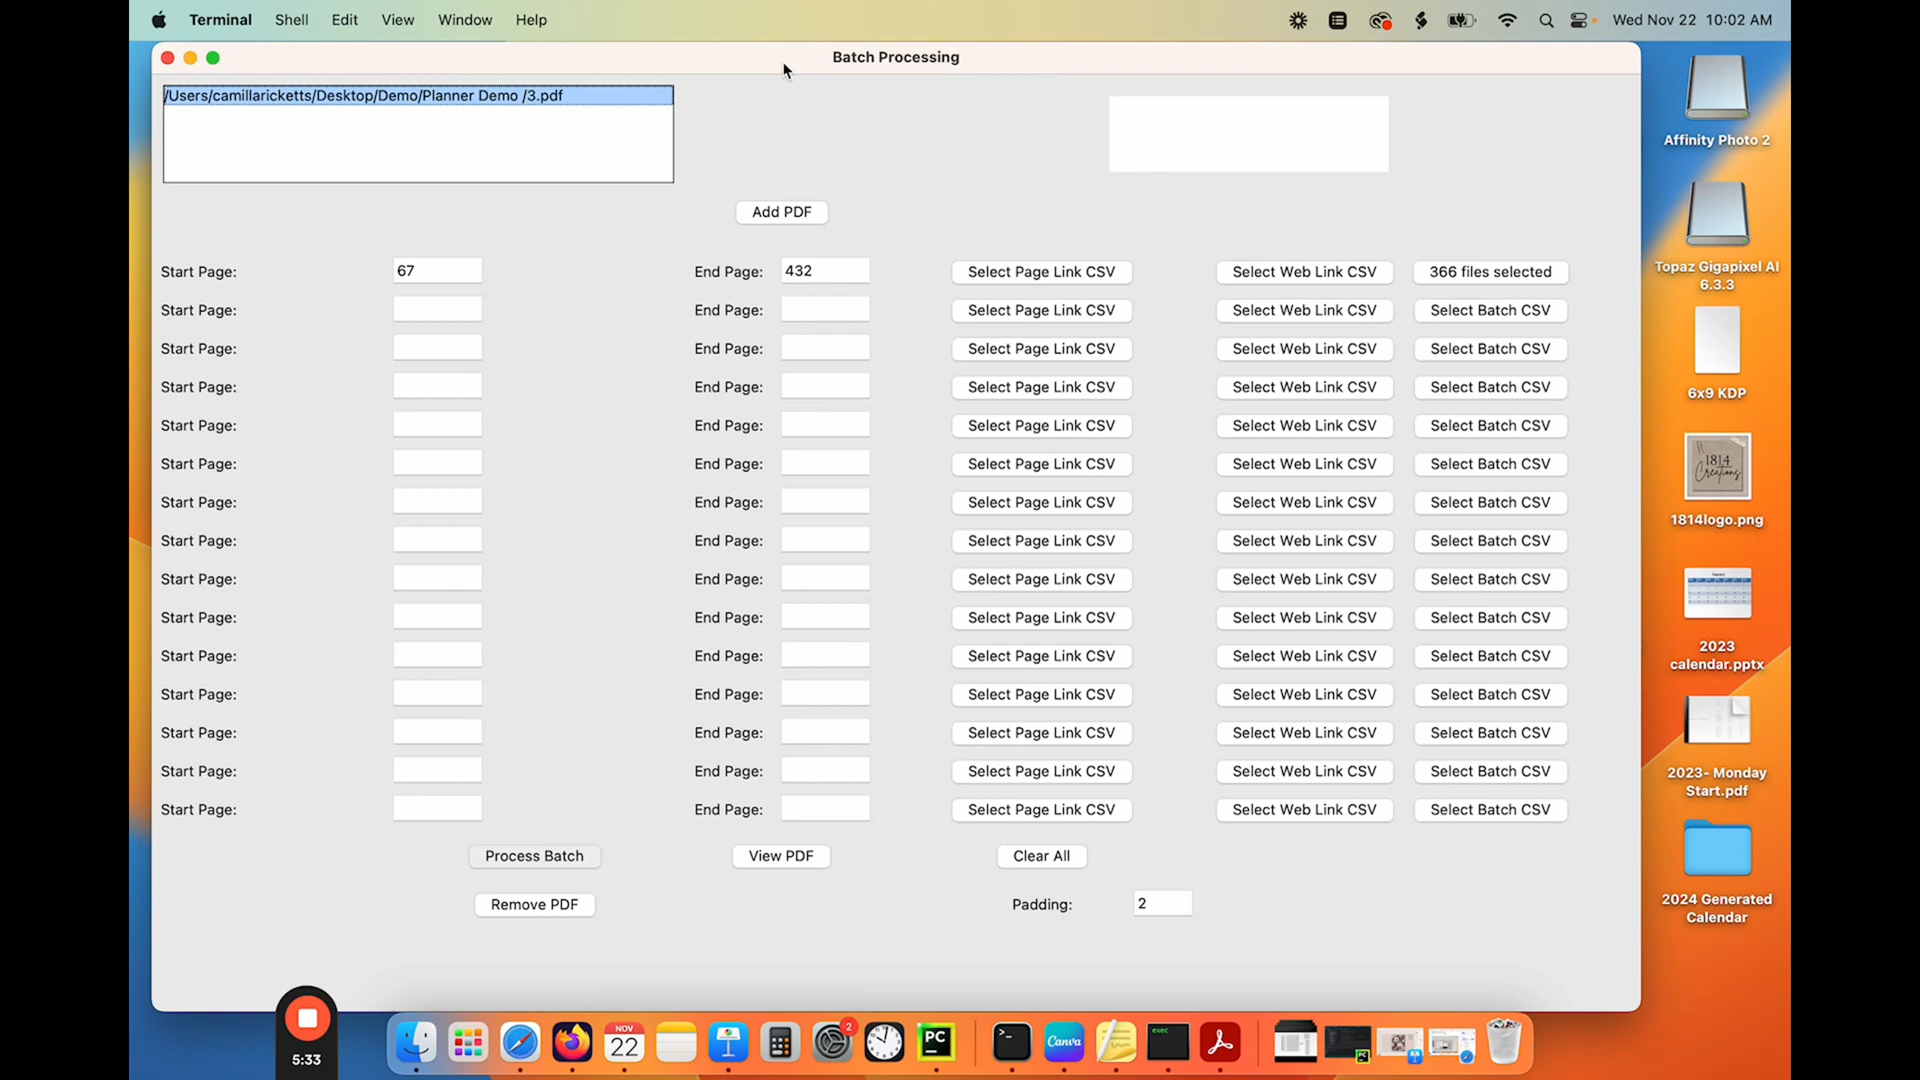 Terminal Shell Edit View Window Help Wed Nov 22 10:02 AM
Batch Processing
/Users/camillaricketts/Desktop/Demo/Planner Demo /3.pdf
Add PDF
Start Page: 67 End Page: 432 Select Page Link CSV Select Web Link CSV 366 files selected
Start Page: End Page: Select Page Link CSV Select Web Link CSV Select Batch CSV
Start Page: End Page: Select Page Link CSV Select Web Link CSV Select Batch CSV
Start Page: End Page: Select Page Link CSV Select Web Link CSV Select Batch CSV
Start Page: End Page: Select Page Link CSV Select Web Link CSV Select Batch CSV
Start Page: End Page: Select Page Link CSV Select Web Link CSV Select Batch CSV
Start Page: End Page: Select Page Link CSV Select Web Link CSV Select Batch CSV
Start Page: End Page: Select Page Link CSV Select Web Link CSV Select Batch CSV
Start Page: End Page: Select Page Link CSV Select Web Link CSV Select Batch CSV
Start Page: End Page: Select Page Link CSV Select Web Link CSV Select Batch CSV
Start Page: End Page: Select Page Link CSV Select Web Link CSV Select Batch CSV
Start Page: End Page: Select Page Link CSV Select Web Link CSV Select Batch CSV
Start Page: End Page: Select Page Link CSV Select Web Link CSV Select Batch CSV
Start Page: End Page: Select Page Link CSV Select Web Link CSV Select Batch CSV
Start Page: End Page: Select Page Link CSV Select Web Link CSV Select Batch CSV
Process Batch View PDF Clear All
Remove PDF Padding: 2
Affinity Photo 2
Topaz Gigapixel AI
6.3.3
6x9 KDP
1814
Creations
1814logo.png
2023
calendar.pptx
2023- Monday
Start.pdf
2024 Generated
Calendar
5:33
NOV
22
2
PC
>_
Canva
exec